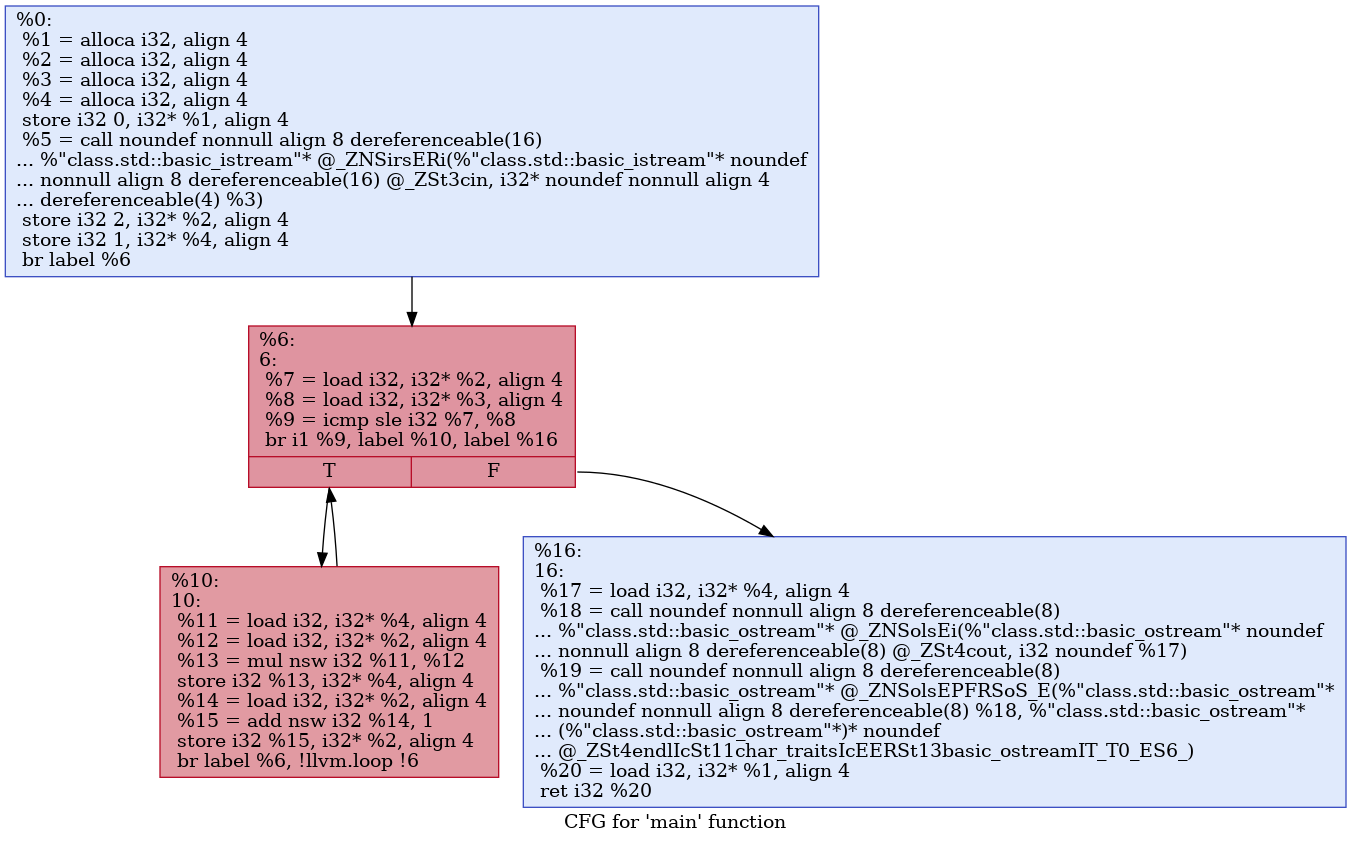 %0:
%1 = alloca i32, align 4
%2 = alloca i32, align 4
%3 = alloca i32, align 4
%4 = alloca i32, align 4
store i32 0, i32* %1, align 4
%5 = call noundef nonnull align 8 dereferenceable(16)
... %"class.std::basic_istream"* @_ZNSirsERi(%"class.std::basic_istream"* noundef
... nonnull align 8 dereferenceable(16) @_ZSt3cin, i32* noundef nonnull align 4
... dereferenceable(4) %3)
store i32 2, i32* %2, align 4
store i32 1, i32* %4, align 4
br label %6
%6:
6:
%7 = load i32, i32* %2, align 4
%8 = load i32, i32* %3, align 4
%9 = icmp sle i32 %7, %8
br i1 %9, label %10, label %16
T F
%10:
10:
%11 = load i32, i32* %4, align 4
%12 = load i32, i32* %2, align 4
%13 = mul nsw i32 %11, %12
store i32 %13, i32* %4, align 4
%14 = load i32, i32* %2, align 4
%15 = add nsw i32 %14, 1
store i32 %15, i32* %2, align 4
br label %6, !llvm.loop !6
%16:
16:
%17 = load i32, i32* %4, align 4
%18 = call noundef nonnull align 8 dereferenceable(8)
... %"class.std::basic_ostream"* @_ZNSolsEi(%"class.std::basic_ostream"* noundef
... nonnull align 8 dereferenceable(8) @_ZSt4cout, i32 noundef %17)
%19 = call noundef nonnull align 8 dereferenceable(8)
... %"class.std::basic_ostream"* @_ZNSolsEPFRSoS_E(%"class.std::basic_ostream"*
... noundef nonnull align 8 dereferenceable(8) %18, %"class.std::basic_ostream"*
... (%"class.std::basic_ostream"*)* noundef
... @_ZSt4endlIcSt11char_traitsIcEERSt13basic_ostreamIT_T0_ES6_)
%20 = load i32, i32* %1, align 4
ret i32 %20
CFG for 'main' function